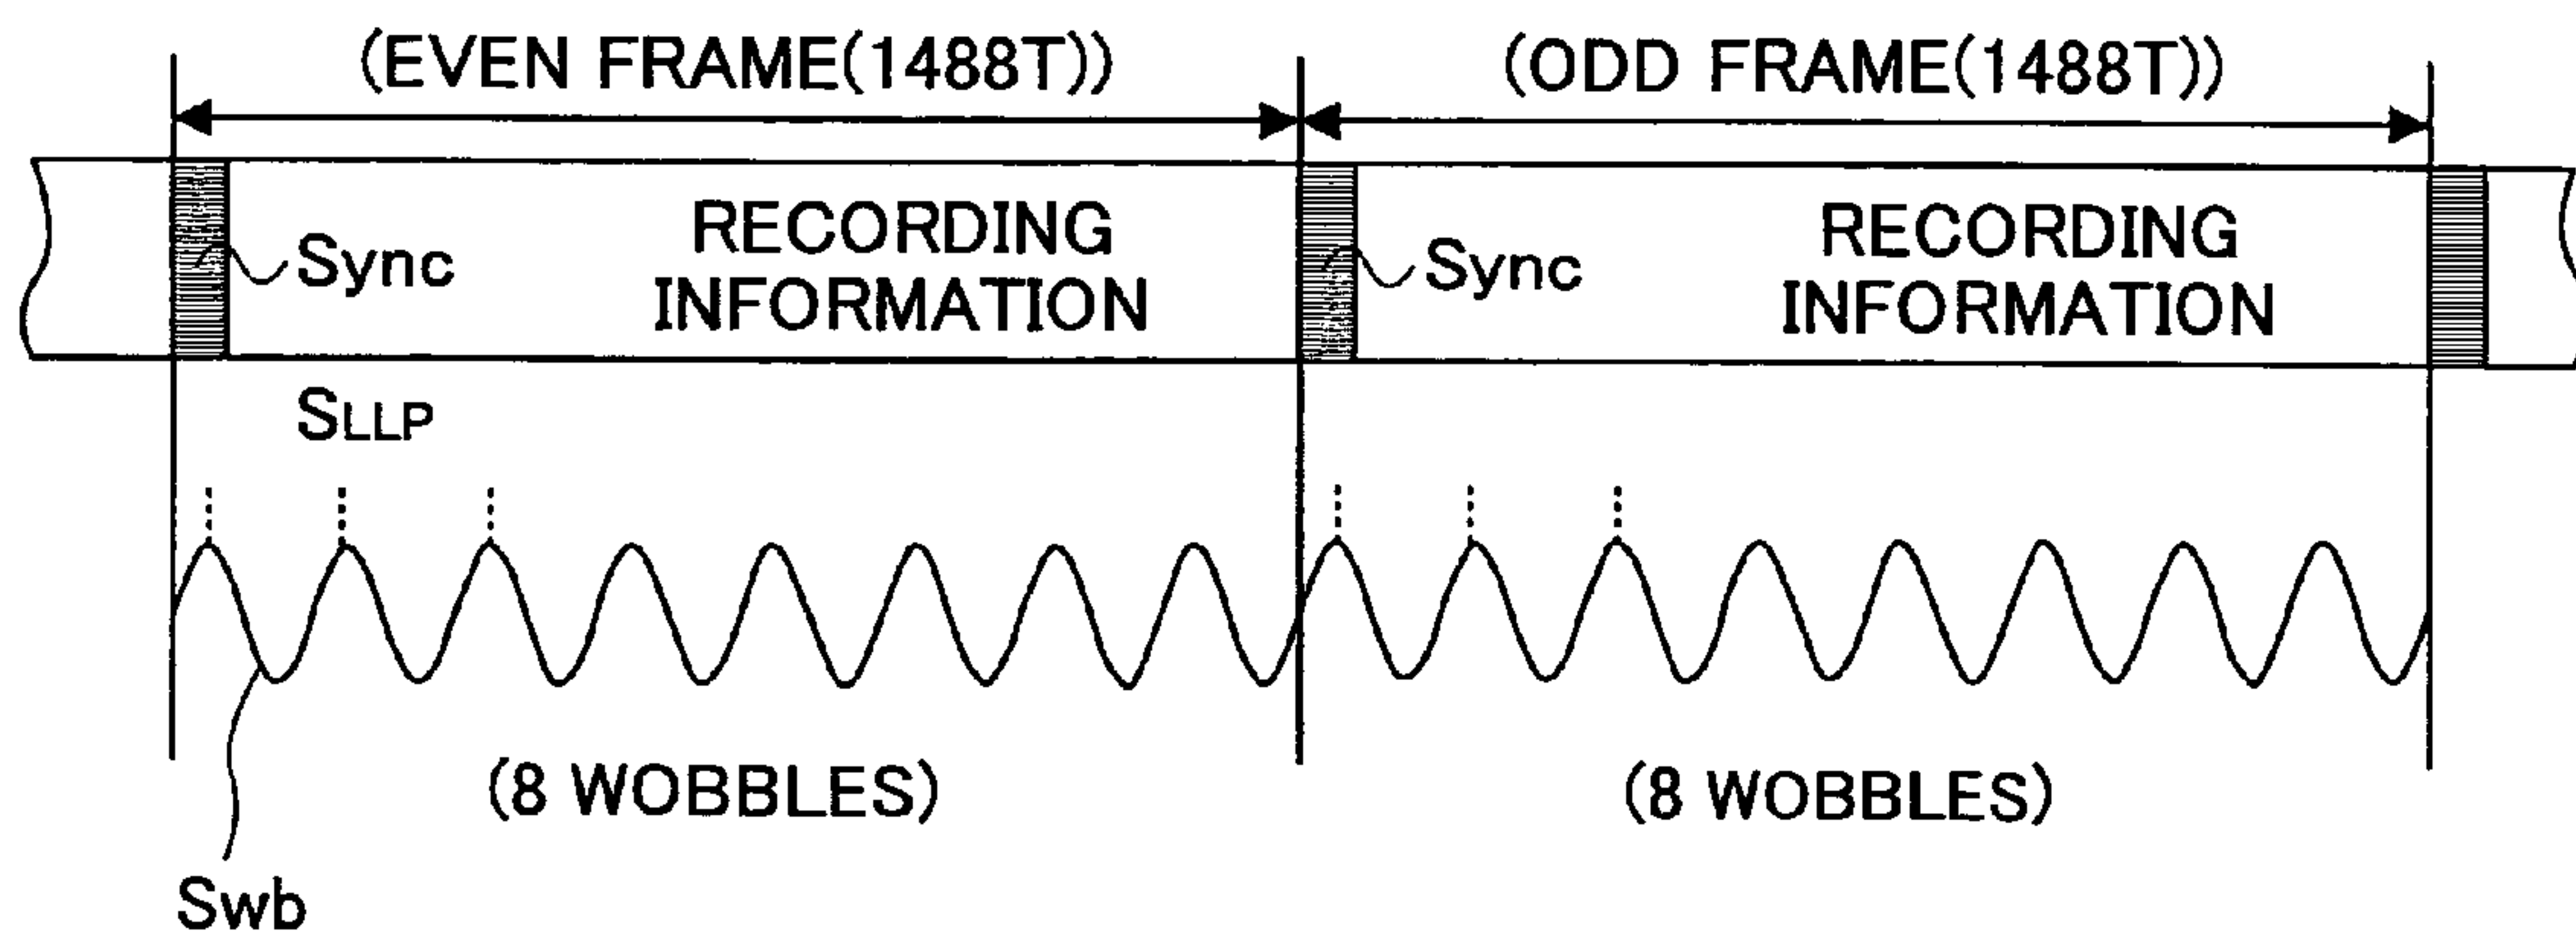 (EVEN FRAME(1488T))
(ODD FRAME(1488T))
Sync
RECORDING
INFORMATION
Sync
RECORDING
INFORMATION
SLLP
(8 WOBBLES)
(8 WOBBLES)
Swb